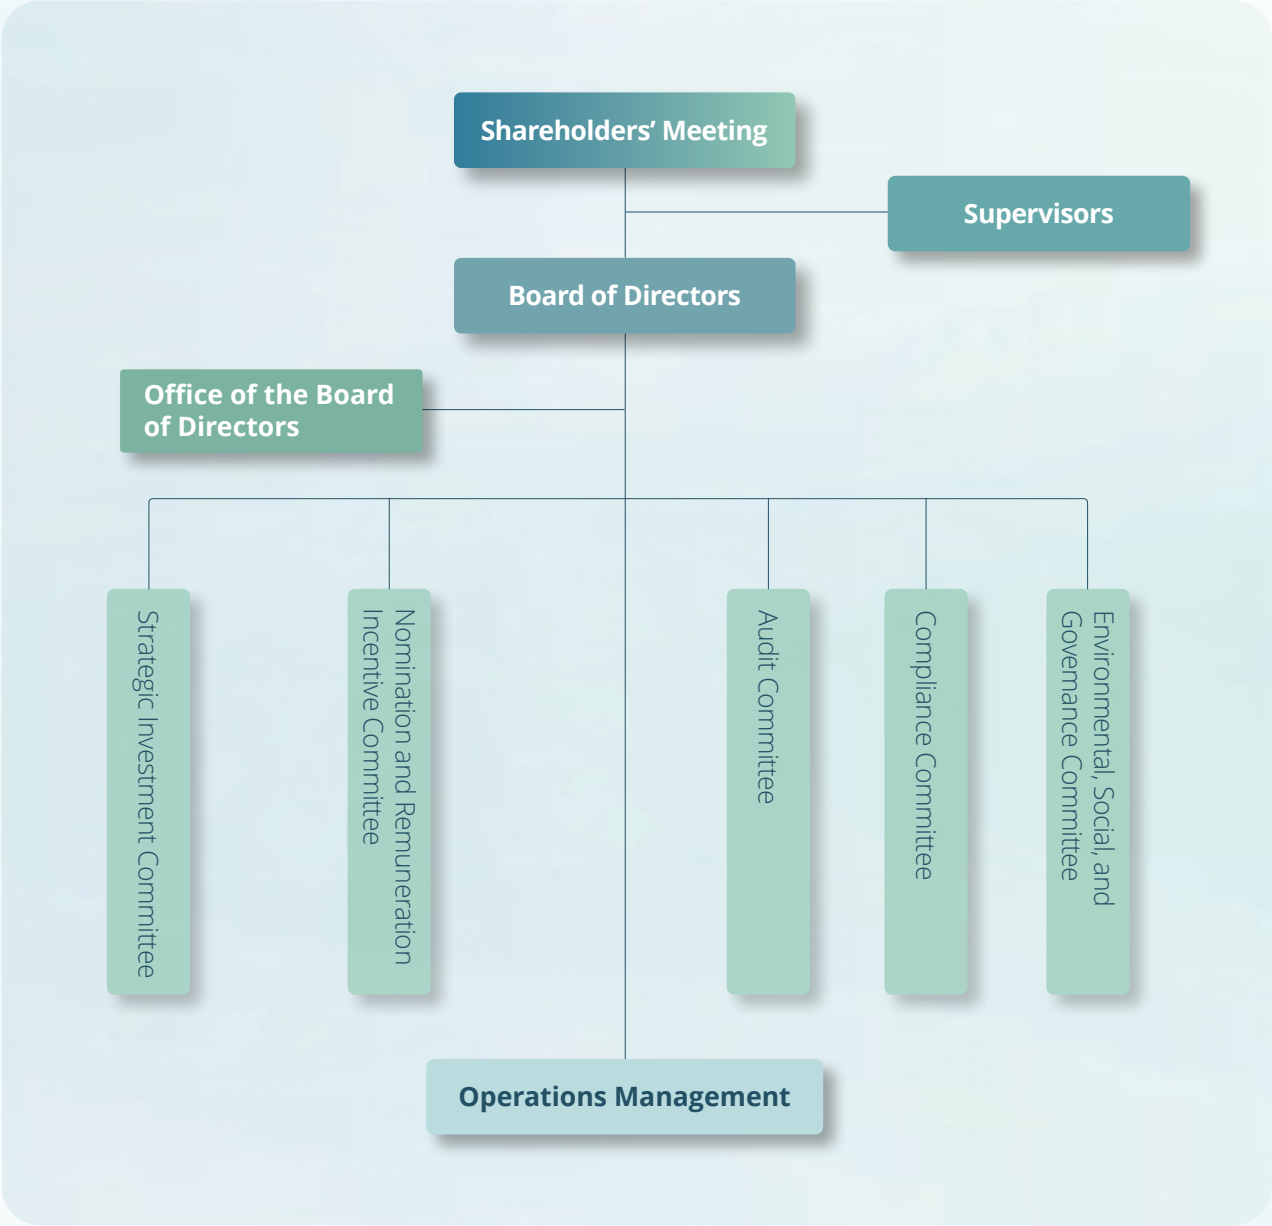 Shareholders’ Meeting
Supervisors
Board of Directors
Office of the Board
of Directors
Strategic Investment Committee
Nomination and Remuneration
Incentive Committee
Audit Committee
Compliance Committee
Environmental, Social, and
Governance Committee
Operations Management